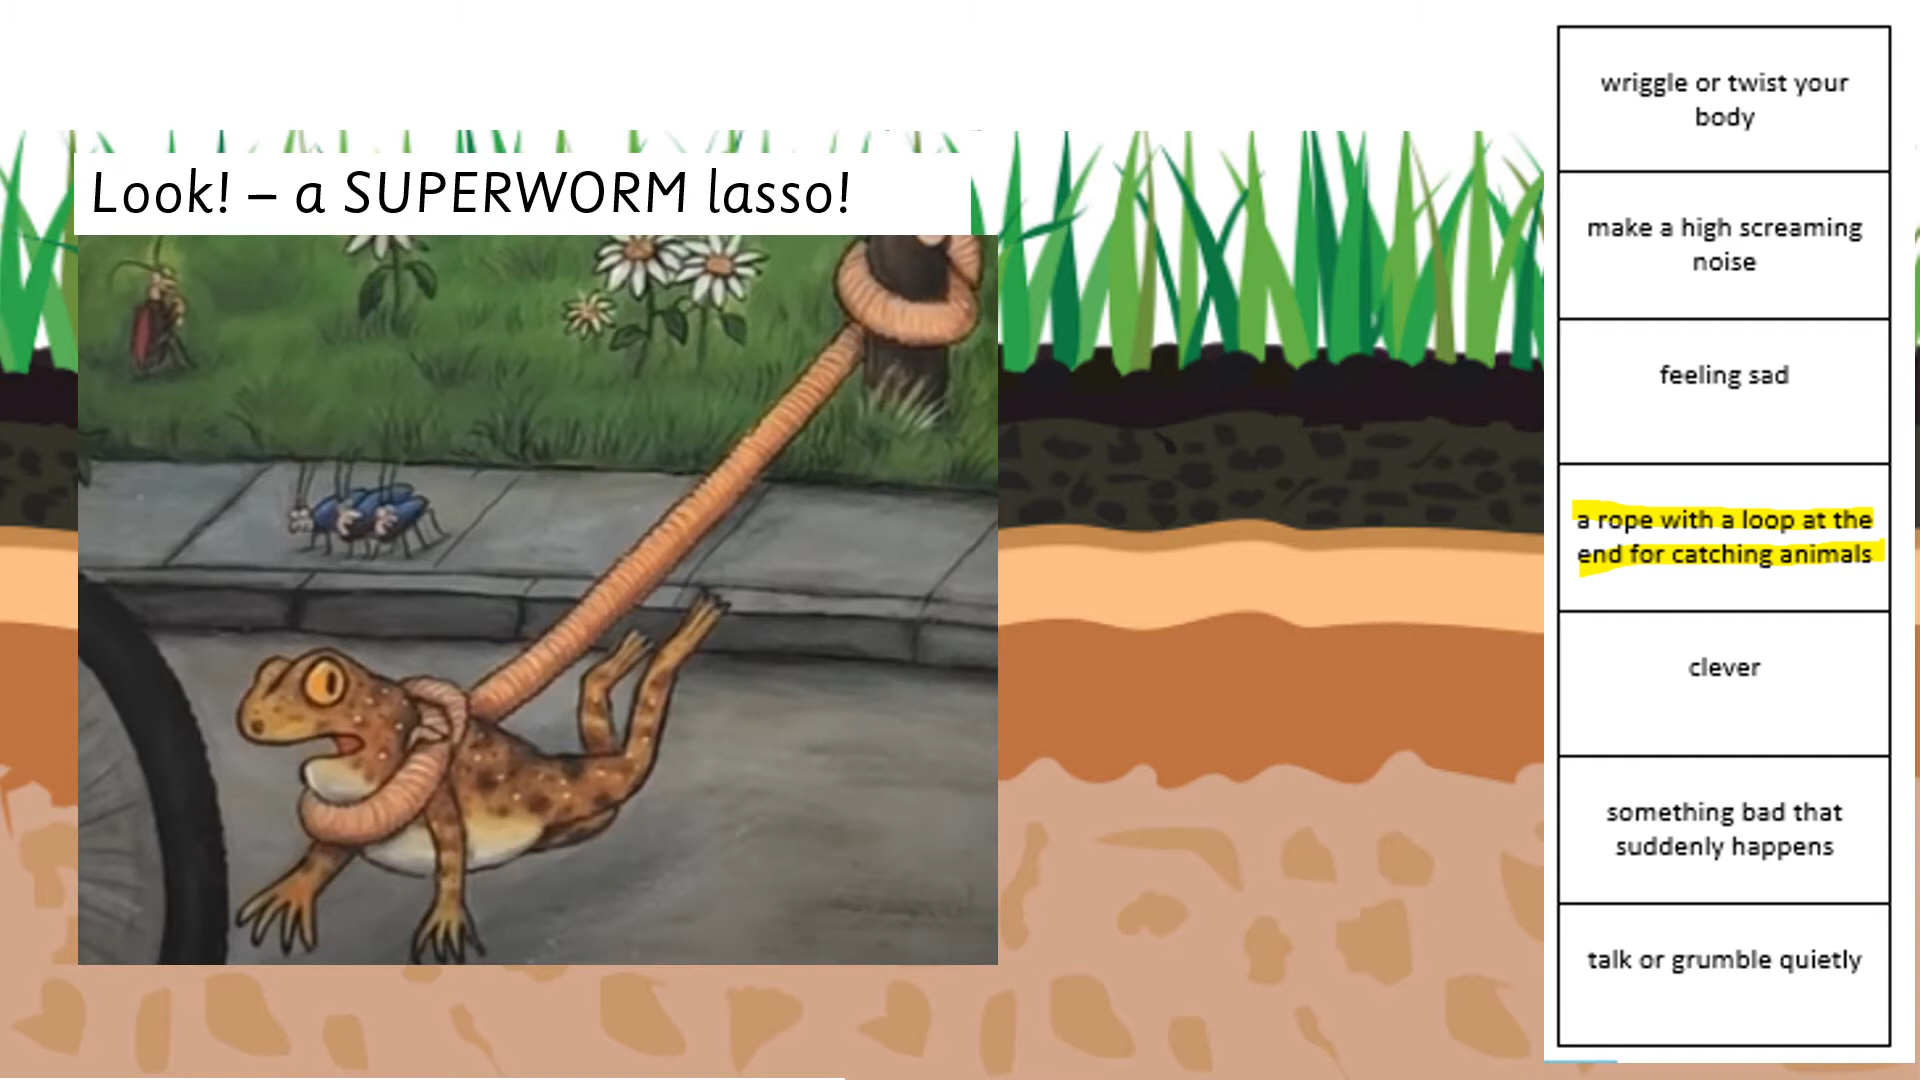 Look! – a SUPERWORM lasso!
wriggle or twist your
body
make a high screaming
noise
feeling sad
a rope with a loop at the
end for catching animals
clever
something bad that
suddenly happens
talk or grumble quietly